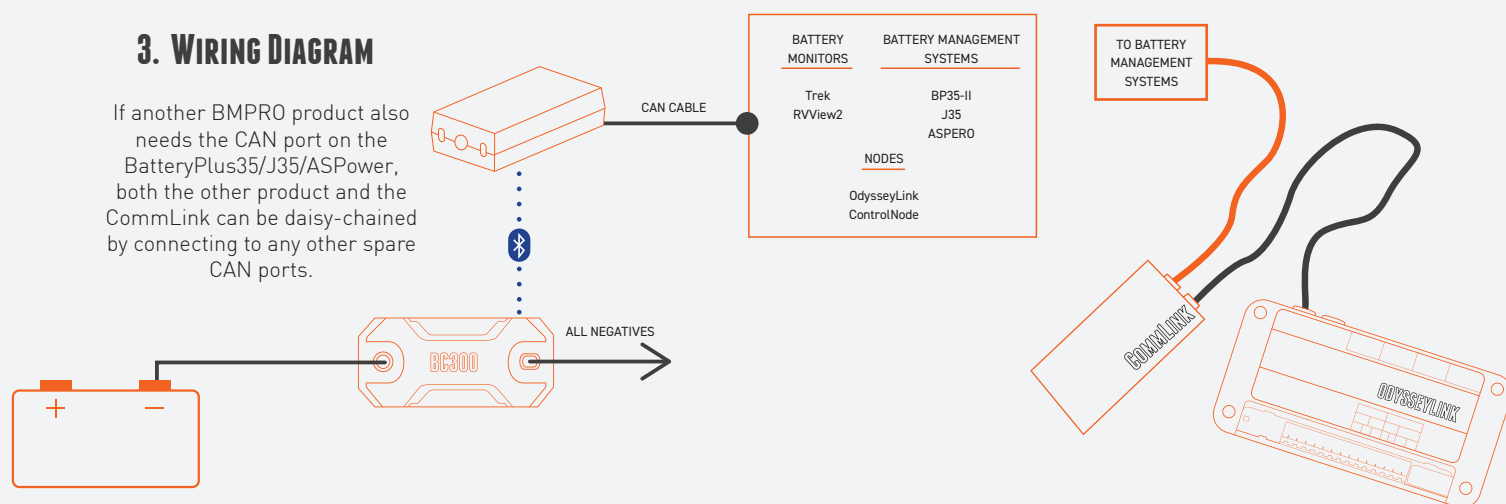 3. WIRING DIAGRAM
If another BMPRO product also
needs the CAN port on the
BatteryPlus35/J35/ASPower,
both the other product and the
CommLink can be daisy-chained
by connecting to any other spare
CAN ports.
CAN CABLE
BATTERY
MONITORS
Trek
RVView2
BATTERY MANAGEMENT
SYSTEMS
BP35-II
J35
ASPERO
NODES
OdysseyLink
ControlNode
TO BATTERY
MANAGEMENT
SYSTEMS
BC300
ALL NEGATIVES
+ −
COMMLINK
ODYSSEYLINK